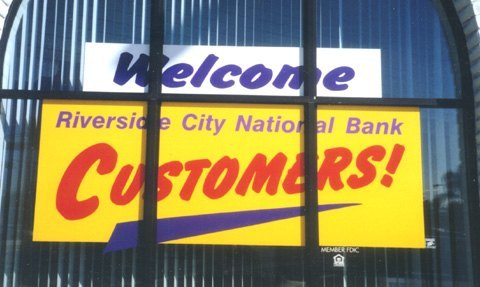 Welcome
Riverside City National Bank
CUSTOMERS!
MEMBER FDIC